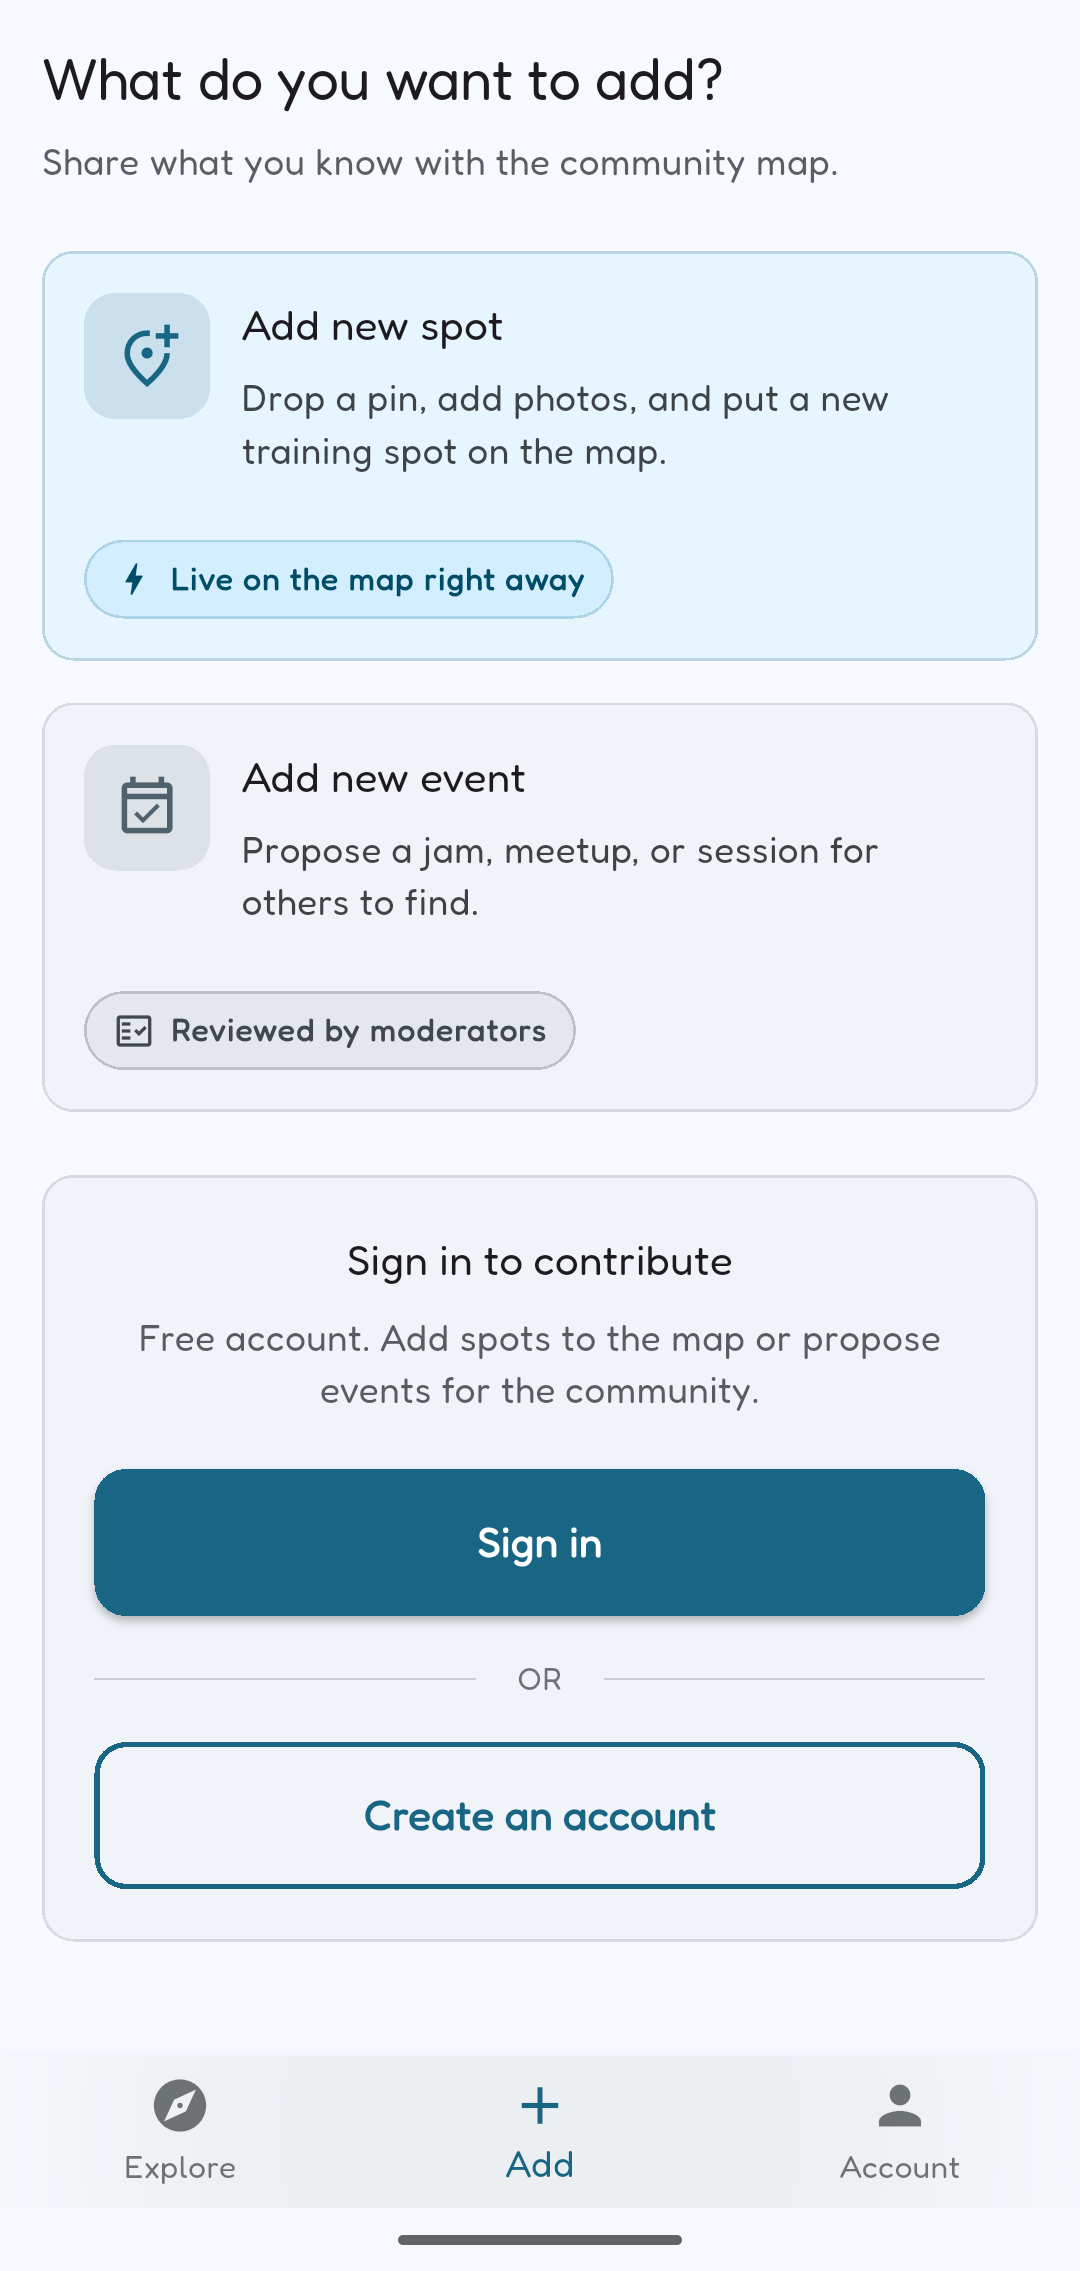 What do you want to add?
Share what you know with the community map.
Add new spot
Drop a pin, add photos, and put a new
training spot on the map.
Live on the map right away
Add new event
Propose a jam, meetup, or session for
others to find.
Reviewed by moderators
Sign in to contribute
Free account. Add spots to the map or propose
events for the community.
Sign in
OR
Create an account
Explore
Add
Account